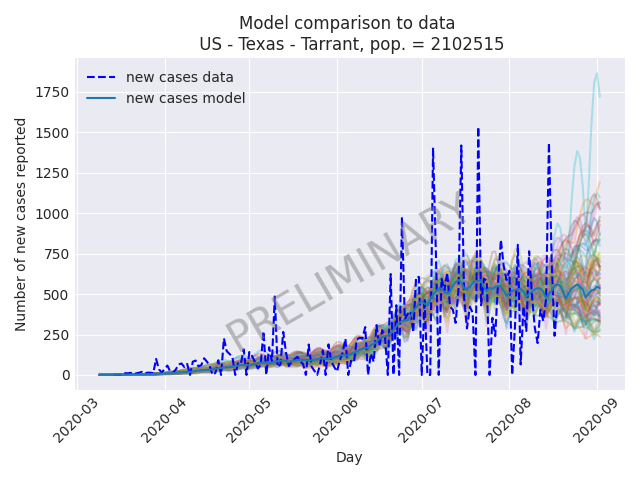 Model comparison to data
US - Texas - Tarrant, pop. = 2102515
new cases data
new cases model
Number of new cases reported
1750
1500
1250
1000
750
500
250
0
PRELIMINARY
2020-03
2020-04
2020-05
2020-06
2020-07
2020-08
2020-09
Day